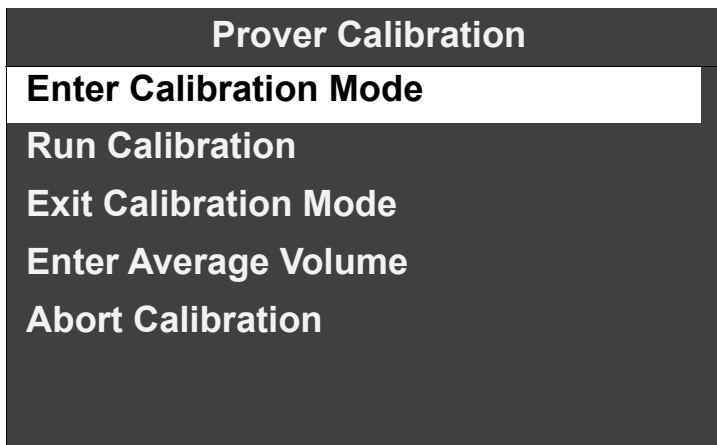 Prover Calibration
Enter Calibration Mode
Run Calibration
Exit Calibration Mode
Enter Average Volume
Abort Calibration